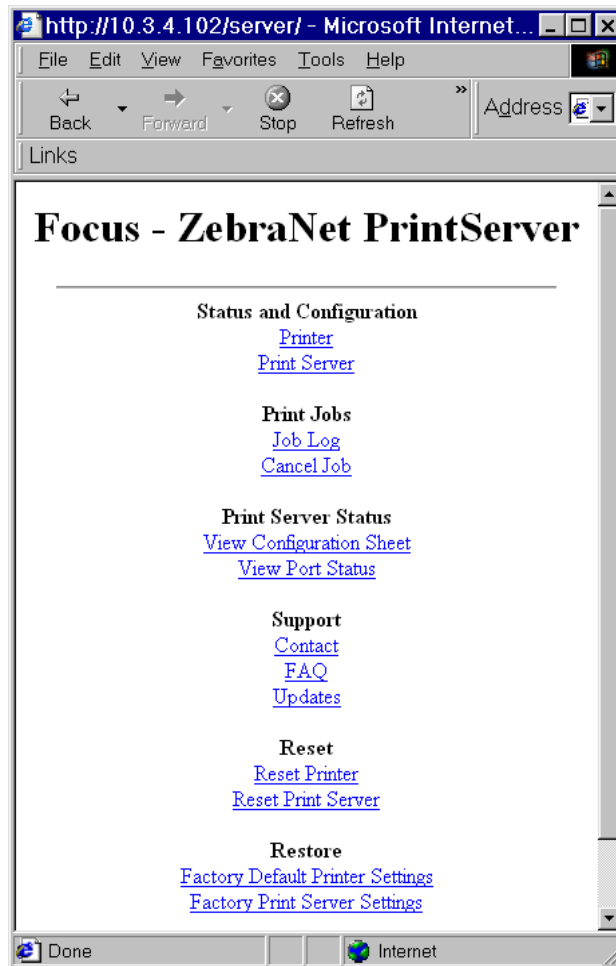 http://10.3.4.102/server/ - Microsoft Internet...
File Edit View Favorites Tools Help
Back Forward Stop Refresh » Address
Links
Focus - ZebraNet PrintServer
Status and Configuration
Printer
Print Server
Print Jobs
Job Log
Cancel Job
Print Server Status
View Configuration Sheet
View Port Status
Support
Contact
FAQ
Updates
Reset
Reset Printer
Reset Print Server
Restore
Factory Default Printer Settings
Factory Print Server Settings
Done Internet